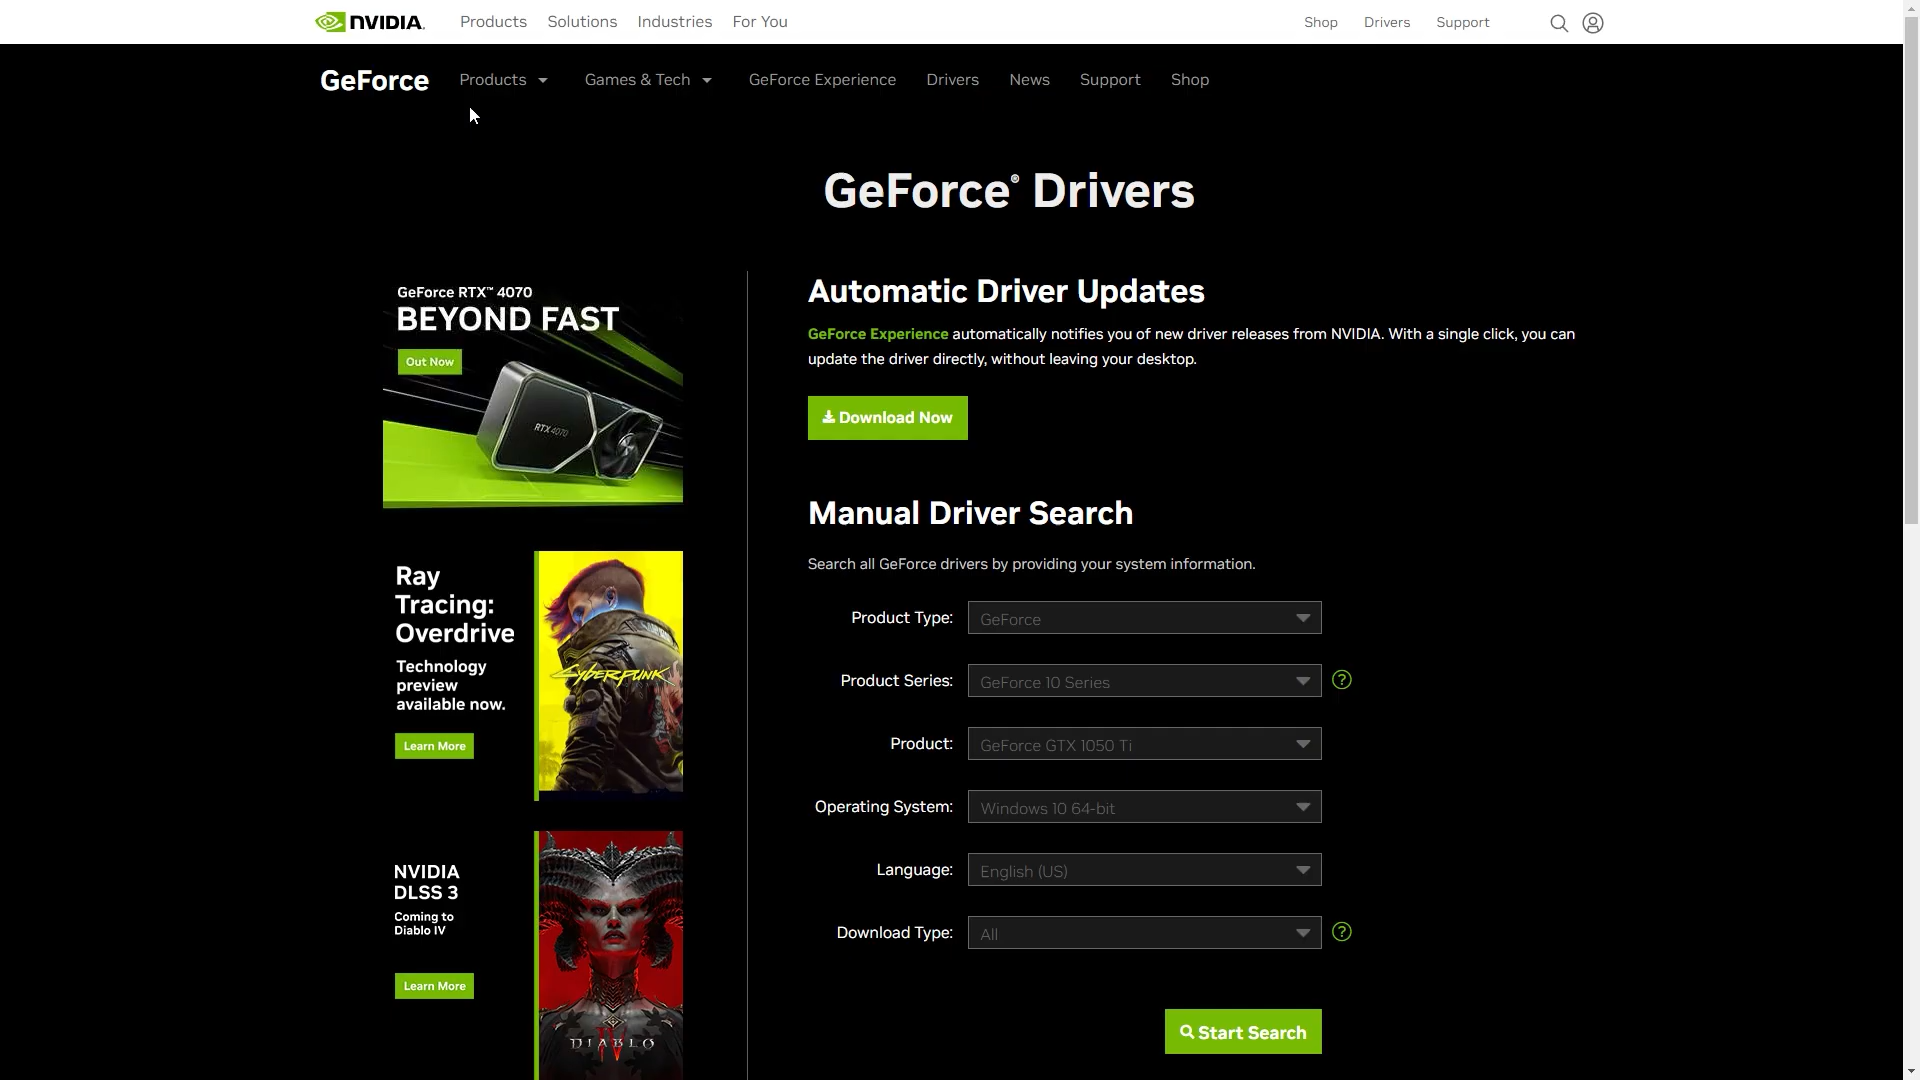 NVIDIA.
Products Solutions Industries For You
Shop Drivers Support
GeForce
Products Games & Tech GeForce Experience Drivers News Support Shop
GeForce® Drivers
GeForce RTX™ 4070
BEYOND FAST
Out Now
RTX 4070
Ray
Tracing:
Overdrive
Technology
preview
available now.
Learn More
CYBERPUNK
NVIDIA
DLSS 3
Coming to
Diablo IV
Learn More
DIABLO
IV
Automatic Driver Updates
GeForce Experience automatically notifies you of new driver releases from NVIDIA. With a single click, you can
update the driver directly, without leaving your desktop.
Download Now
Manual Driver Search
Search all GeForce drivers by providing your system information.
Product Type: GeForce
Product Series: GeForce 10 Series ?
Product: GeForce GTX 1050 Ti
Operating System: Windows 10 64-bit
Language: English (US)
Download Type: All ?
Start Search